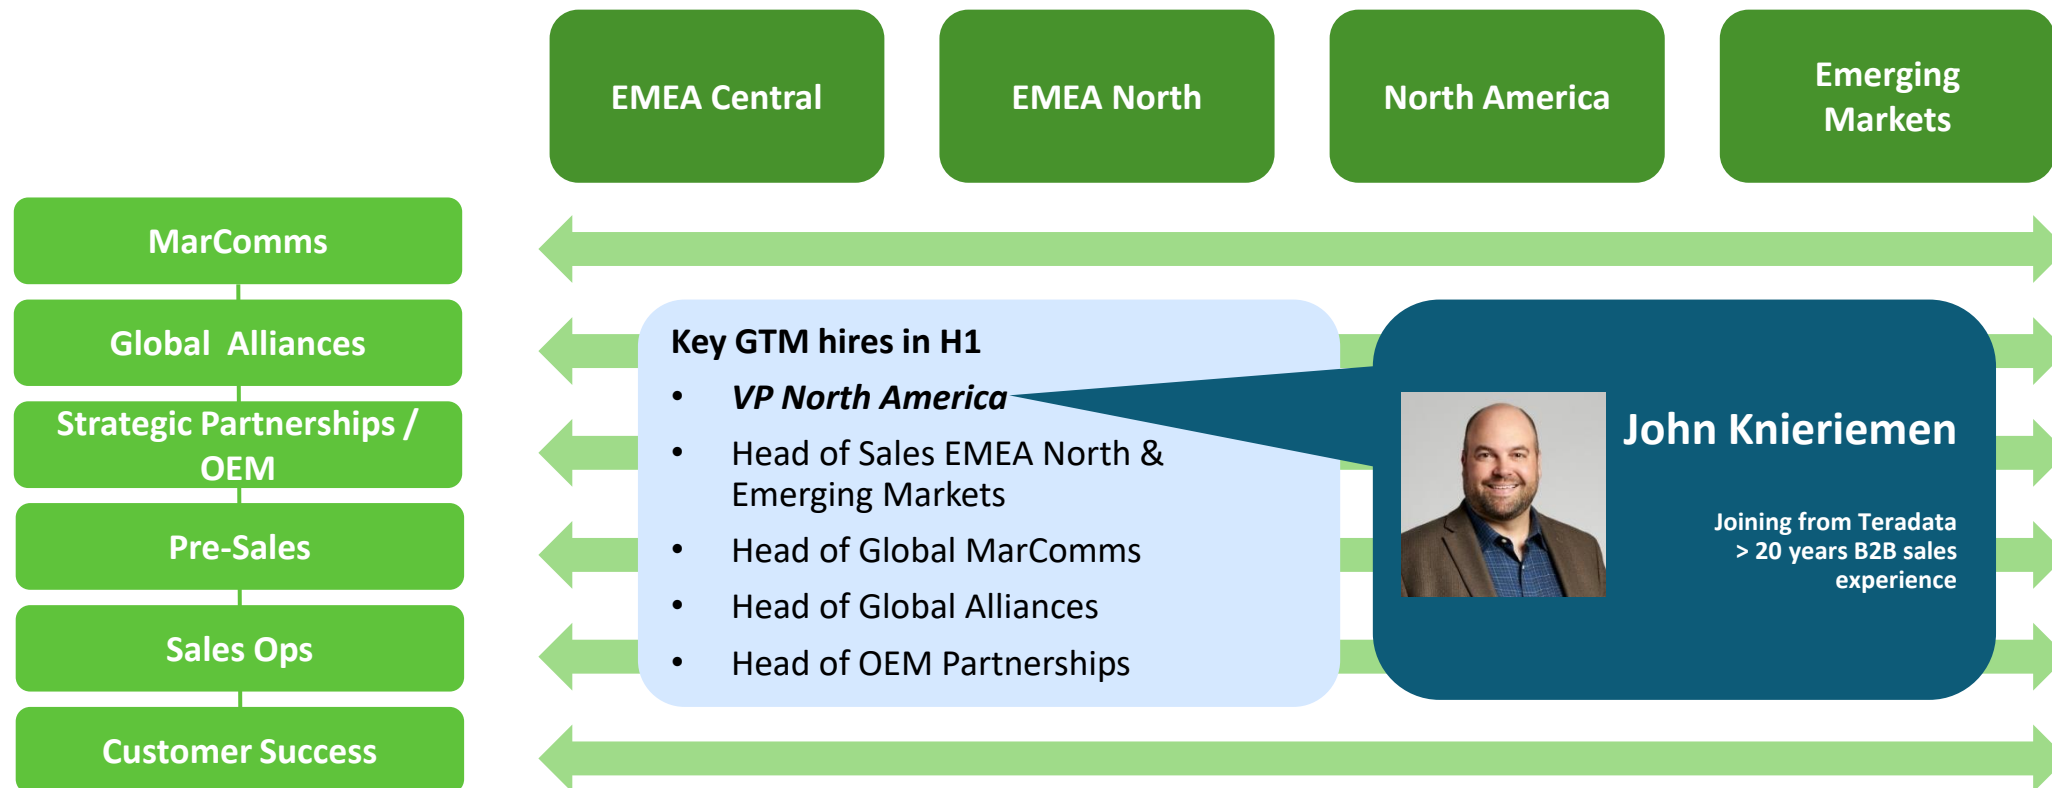 EMEA Central
EMEA North
North America
Emerging
Markets
MarComms
Global Alliances
Strategic Partnerships /
OEM
Pre-Sales
Sales Ops
Customer Success
Key GTM hires in H1
• VP North America
• Head of Sales EMEA North &
Emerging Markets
• Head of Global MarComms
• Head of Global Alliances
• Head of OEM Partnerships
John Knieriemen
Joining from Teradata
> 20 years B2B sales
experience